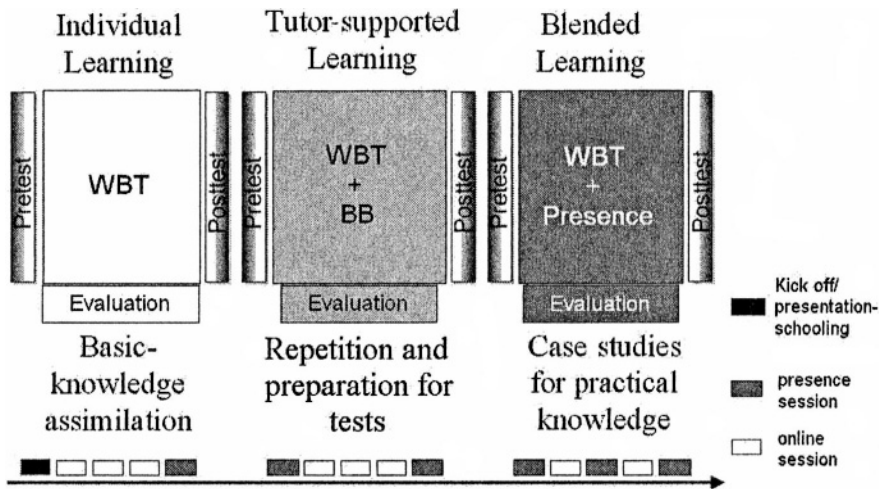 Individual
Learning
Tutor-supported
Learning
Blended
Learning
Pretest
WBT
Posttest
Pretest
WBT
+
BB
Posttest
Pretest
WBT
+
Presence
Posttest
Evaluation
Evaluation
Evaluation
Basic-
knowledge
assimilation
Repetition and
preparation for
tests
Case studies
for practical
knowledge
Kick off/
presentation-
schooling
presence
session
online
session